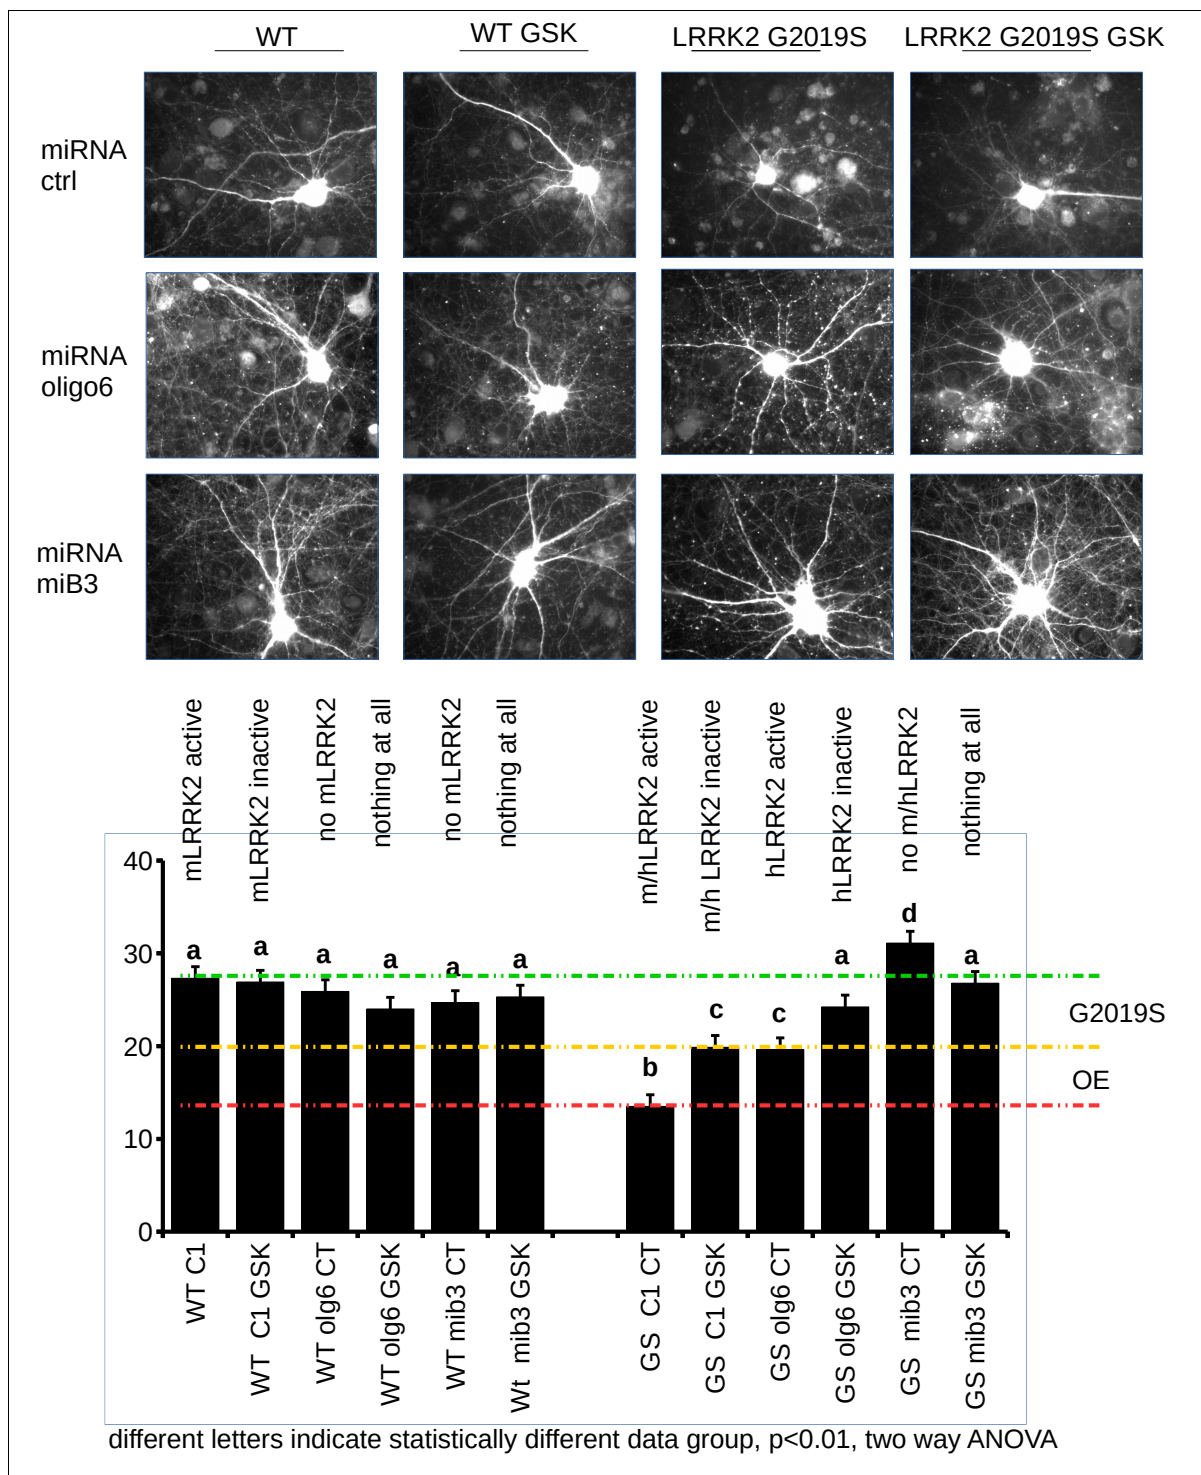 WT
WT GSK
LRRK2 G2019S
LRRK2 G2019S GSK
miRNA
ctrl
miRNA
oligo6
miRNA
miB3
mLRRK2 active
mLRRK2 inactive
no mLRRK2
nothing at all
no mLRRK2
nothing at all
m/hLRRK2 active
m/h LRRK2 inactive
hLRRK2 active
hLRRK2 inactive
no m/hLRRK2
nothing at all
40
30
20
10
0
a
a
a
a
a
a
b
c
c
a
d
a
G2019S
OE
WT C1
WT C1 GSK
WT olg6 CT
WT olg6 GSK
WT mib3 CT
Wt mib3 GSK
GS C1 CT
GS C1 GSK
GS olg6 CT
GS olg6 GSK
GS mib3 CT
GS mib3 GSK
different letters indicate statistically different data group, p<0.01, two way ANOVA